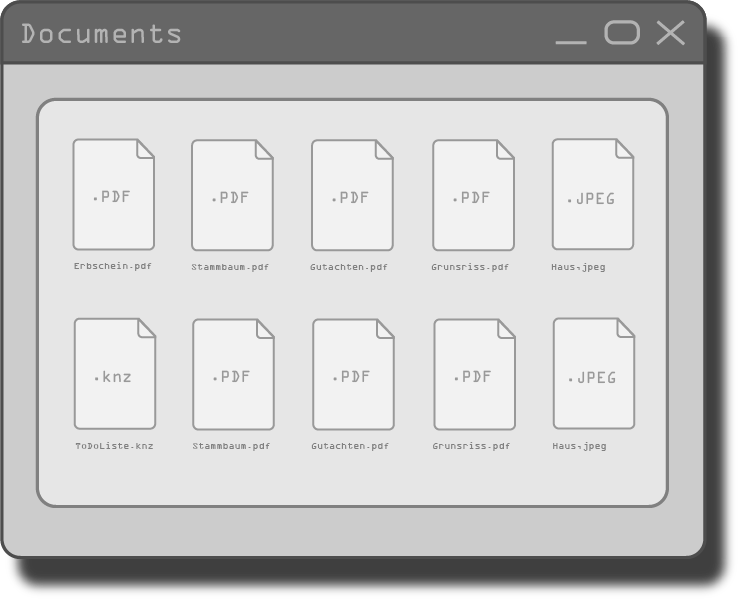 Documents
.PDF .PDF .PDF .PDF .JPEG
Erbschein.pdf Stammbaum.pdf Gutachten.pdf Grunsriss.pdf Haus.jpeg
.knz .PDF .PDF .PDF .JPEG
ToDoListe.knz Stammbaum.pdf Gutachten.pdf Grunsriss.pdf Haus.jpeg